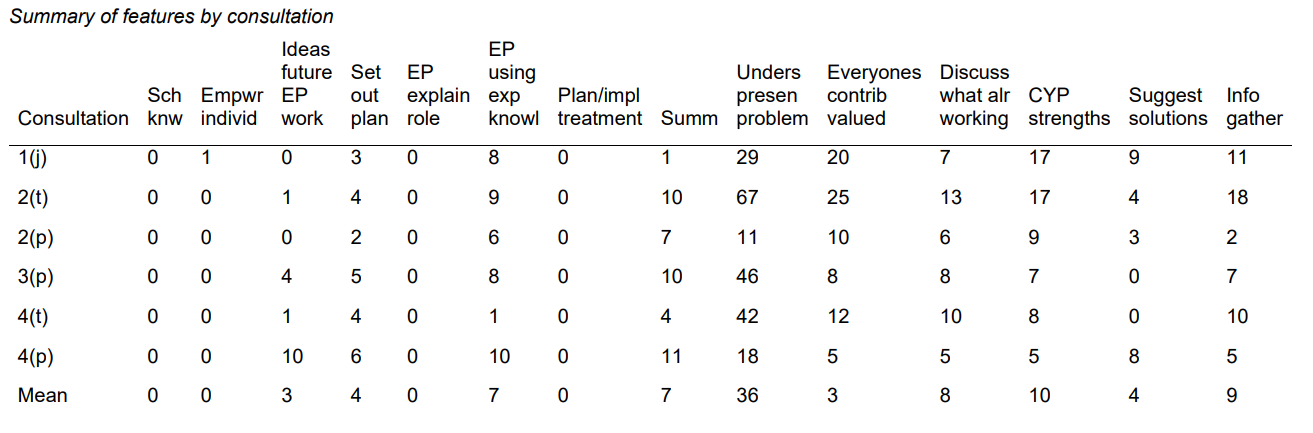 Summary of features by consultation
Consultation Sch knw Empwr individ Ideas future EP work Set out plan EP explain role EP using exp knowl Plan/impl treatment Summ Unders presen problem Everyones contrib valued Discuss what alr working CYP strengths Suggest solutions Info gather
1(j) 0 1 0 3 0 8 0 1 29 20 7 17 9 11
2(t) 0 0 1 4 0 9 0 10 67 25 13 17 4 18
2(p) 0 0 0 2 0 6 0 7 11 10 6 9 3 2
3(p) 0 0 4 5 0 8 0 10 46 8 8 7 0 7
4(t) 0 0 1 4 0 1 0 4 42 12 10 8 0 10
4(p) 0 0 10 6 0 10 0 11 18 5 5 5 8 5
Mean 0 0 3 4 0 7 0 7 36 3 8 10 4 9